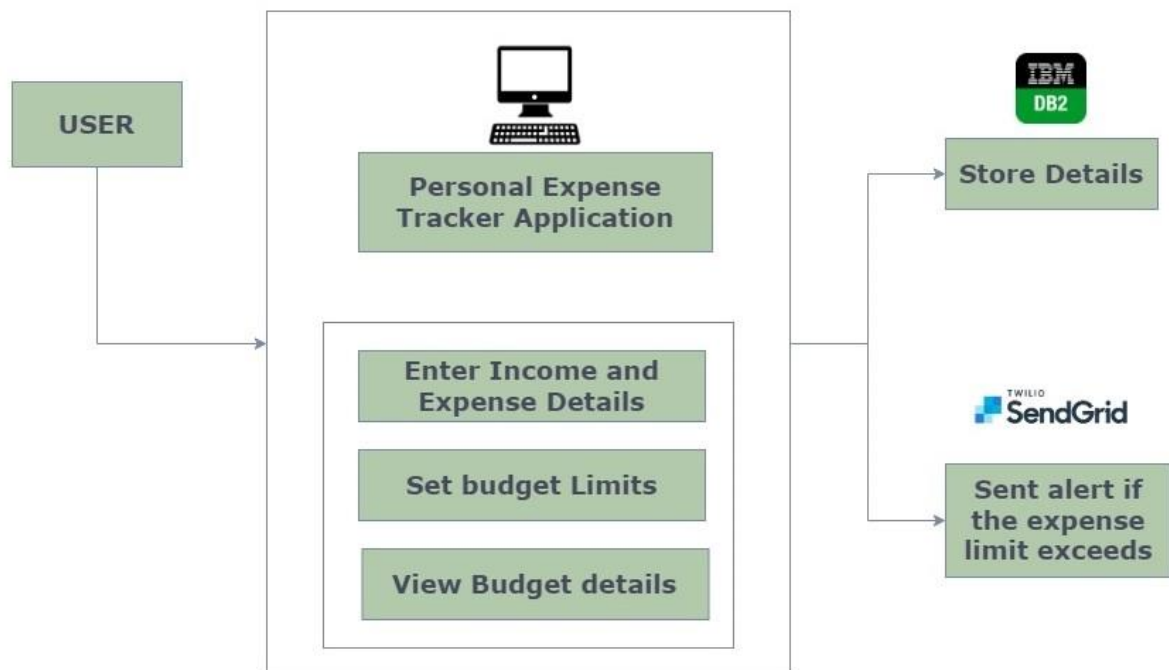 USER
Personal Expense
Tracker Application
Enter Income and
Expense Details
Set budget Limits
View Budget details
IBM
DB2
Store Details
TWILIO
SendGrid
Sent alert if
the expense
limit exceeds